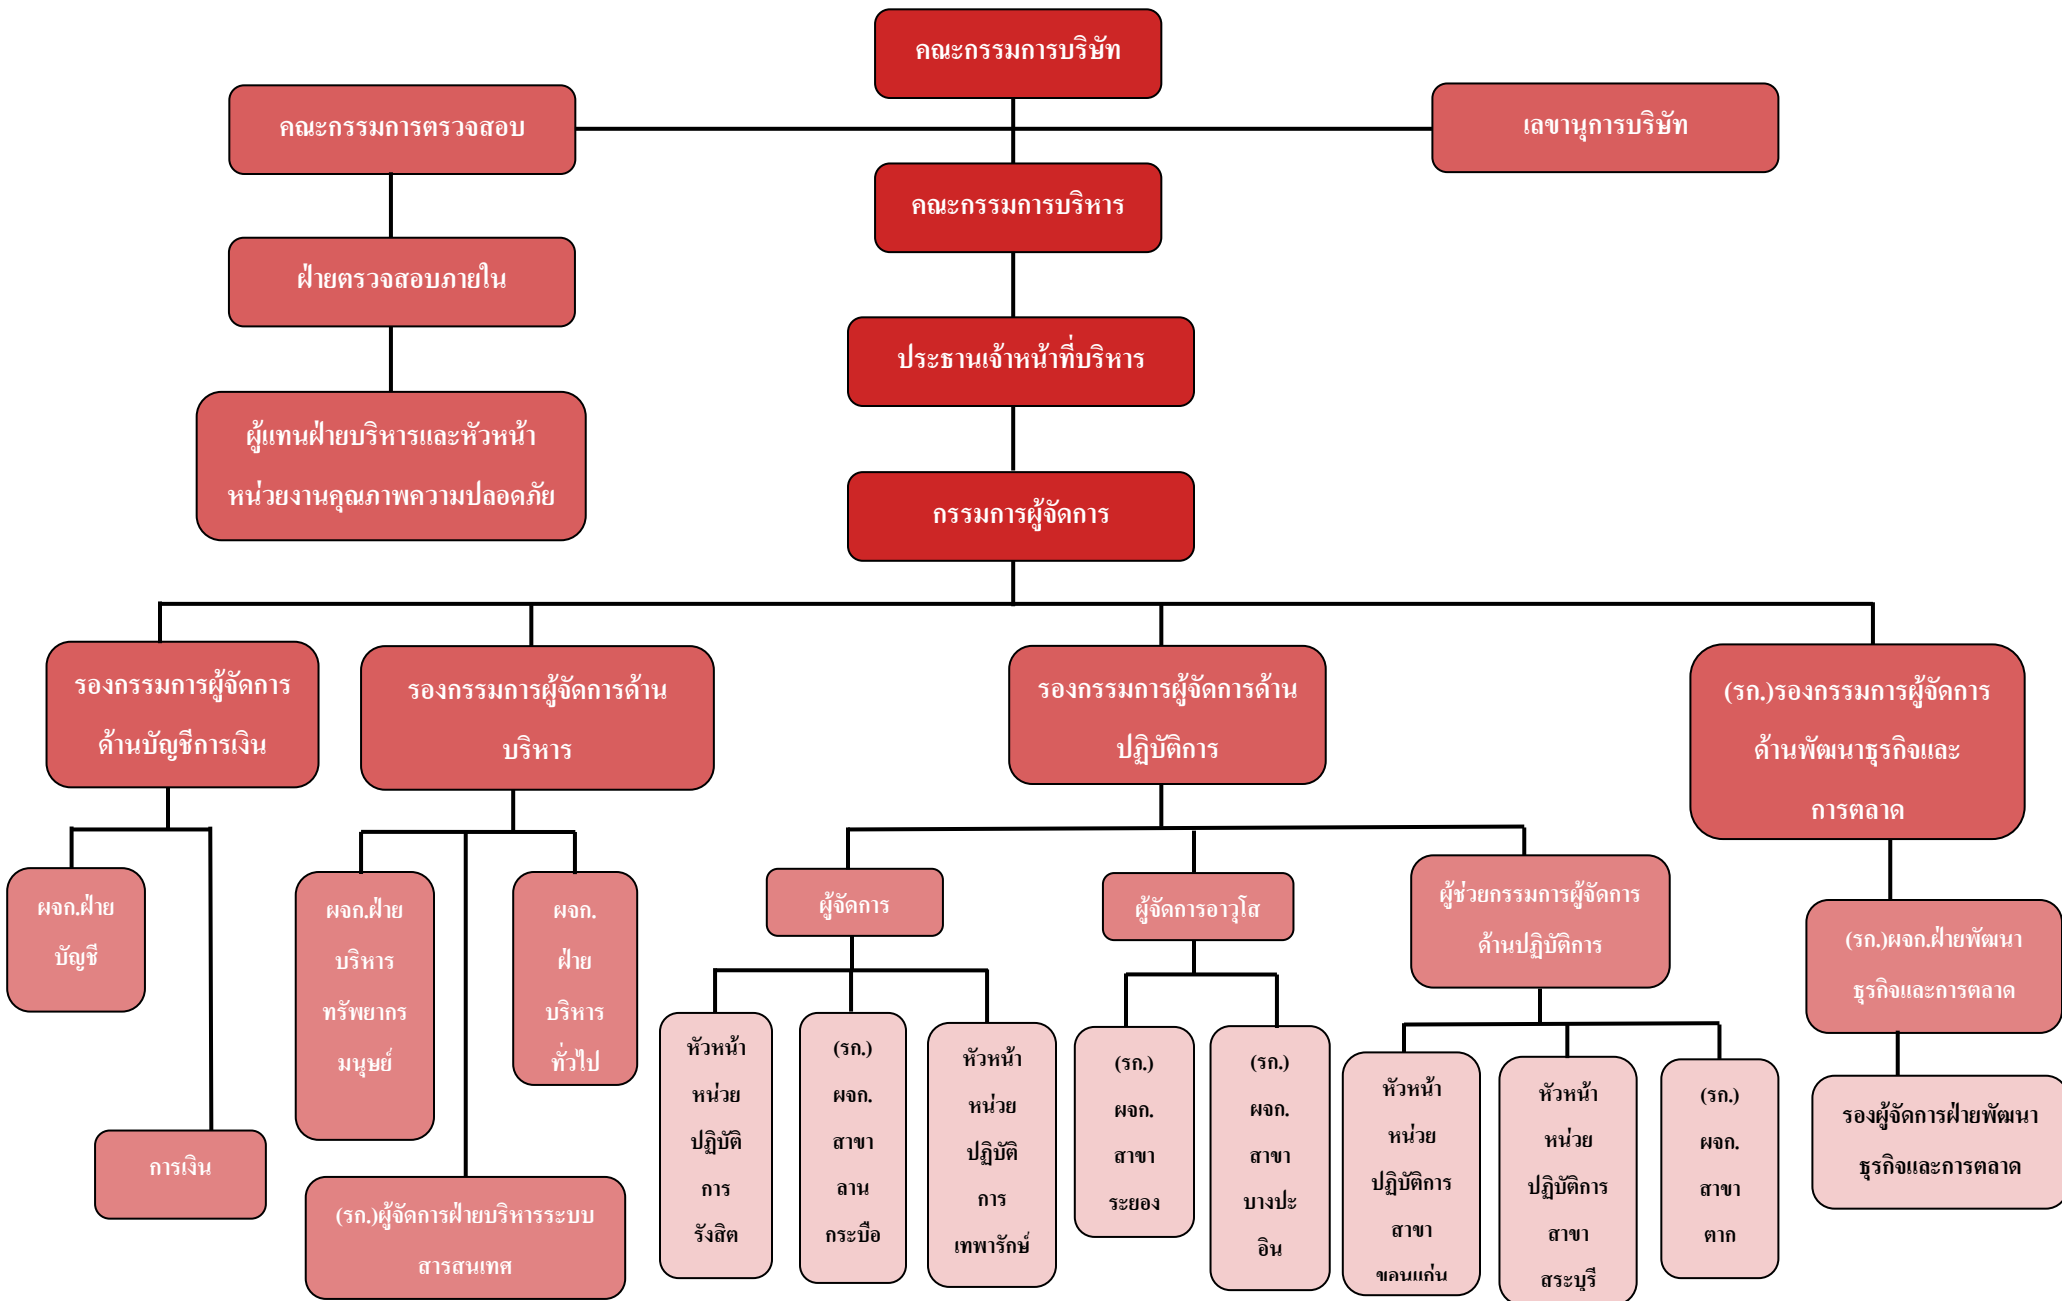 คณะกรรมการบริษัท
คณะกรรมการตรวจสอบ
เลขานุการบริษัท
คณะกรรมการบริหาร
ฝ่ายตรวจสอบภายใน
ประธานเจ้าหน้าที่บริหาร
ผู้แทนฝ่ายบริหารและหัวหน้า
หน่วยงานคุณภาพความปลอดภัย
กรรมการผู้จัดการ
รองกรรมการผู้จัดการ
ด้านบัญชีการเงิน
รองกรรมการผู้จัดการด้าน
บริหาร
รองกรรมการผู้จัดการด้าน
ปฏิบัติการ
(รก.)รองกรรมการผู้จัดการ
ด้านพัฒนาธุรกิจและ
การตลาด
ผจก.ฝ่าย
บัญชี
การเงิน
ผจก.ฝ่าย
บริหาร
ทรัพยากร
มนุษย์
ผจก.
ฝ่าย
บริหาร
ทั่วไป
(รก.)ผู้จัดการฝ่ายบริหารระบบ
สารสนเทศ
ผู้จัดการ
ผู้จัดการอาวุโส
ผู้ช่วยกรรมการผู้จัดการ
ด้านปฏิบัติการ
(รก.)ผจก.ฝ่ายพัฒนา
ธุรกิจและการตลาด
หัวหน้า
หน่วย
ปฏิบัติ
การ
รังสิต
(รก.)
ผจก.
สาขา
ลาน
กระบือ
หัวหน้า
หน่วย
ปฏิบัติ
การ
เทพารักษ์
(รก.)
ผจก.
สาขา
ระยอง
(รก.)
ผจก.
สาขา
บางปะ
อิน
หัวหน้า
หน่วย
ปฏิบัติการ
สาขา
ขอนแก่น
หัวหน้า
หน่วย
ปฏิบัติการ
สาขา
สระบุรี
(รก.)
ผจก.
สาขา
ตาก
รองผู้จัดการฝ่ายพัฒนา
ธุรกิจและการตลาด